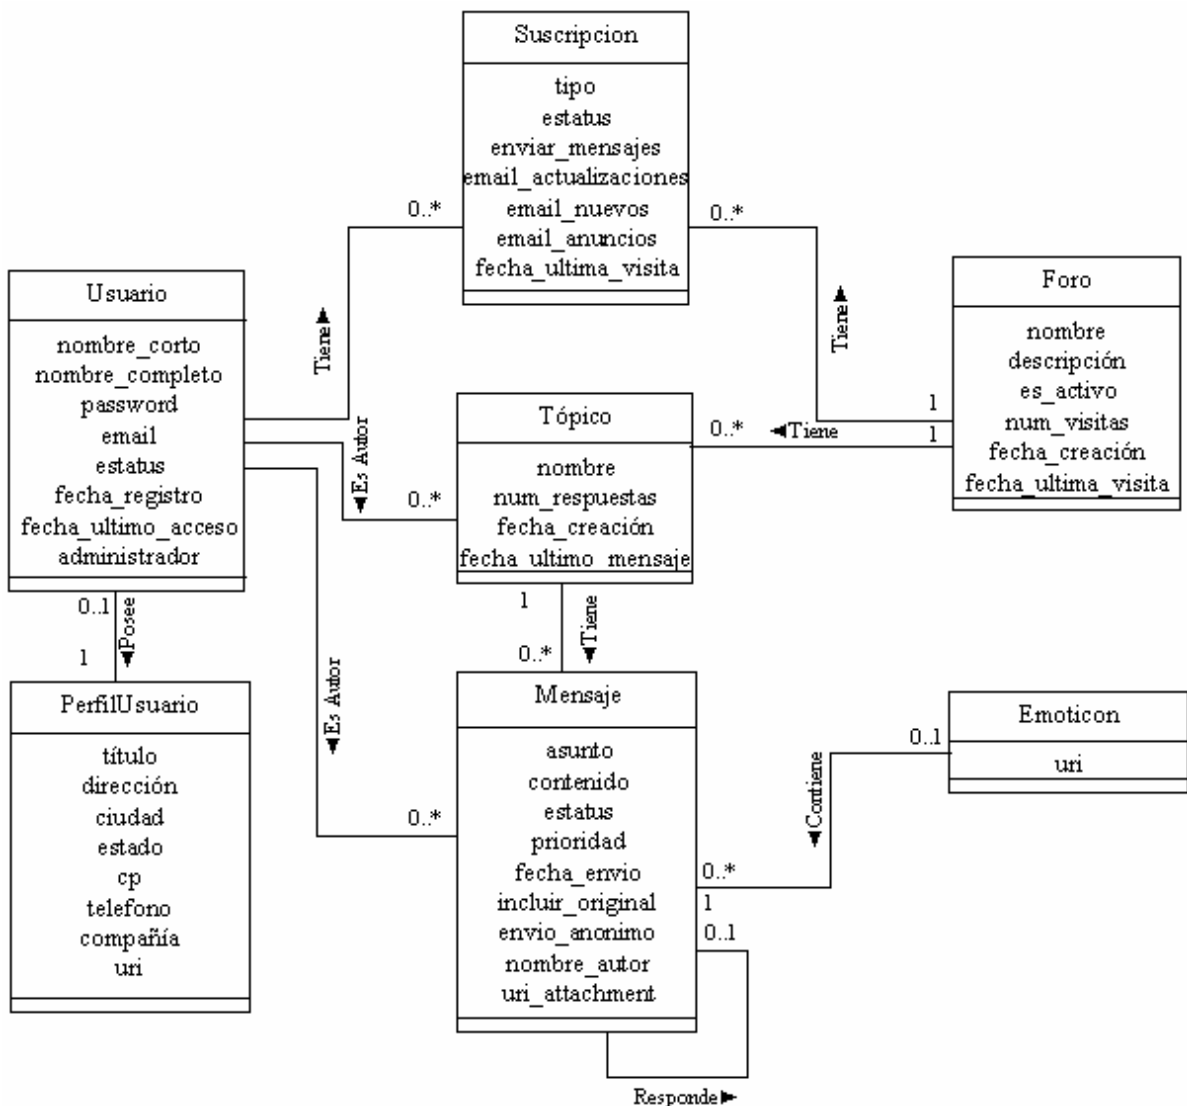 Suscripcion
tipo
estatus
enviar_mensajes
email_actualizaciones
email_nuevos
email_anuncios
fecha_ultima_visita
0..*
0..*
Tiene
Tiene
Usuario
nombre_corto
nombre_completo
password
email
estatus
fecha_registro
fecha_ultimo_acceso
administrador
Foro
nombre
descripción
es_activo
num_visitas
fecha_creación
fecha_ultima_visita
1
1
Tiene
0..*
Tópico
nombre
num_respuestas
fecha_creación
fecha_ultimo_mensaje
Es Autor
0..*
0..1
Posee
1
1
Tiene
0..*
PerfilUsuario
título
dirección
ciudad
estado
cp
telefono
compañía
uri
Es Autor
0..*
Mensaje
asunto
contenido
estatus
prioridad
fecha_envio
incluir_original
envio_anonimo
nombre_autor
uri_attachment
Emoticon
uri
0..1
Contiene
0..*
1
0..1
Responde